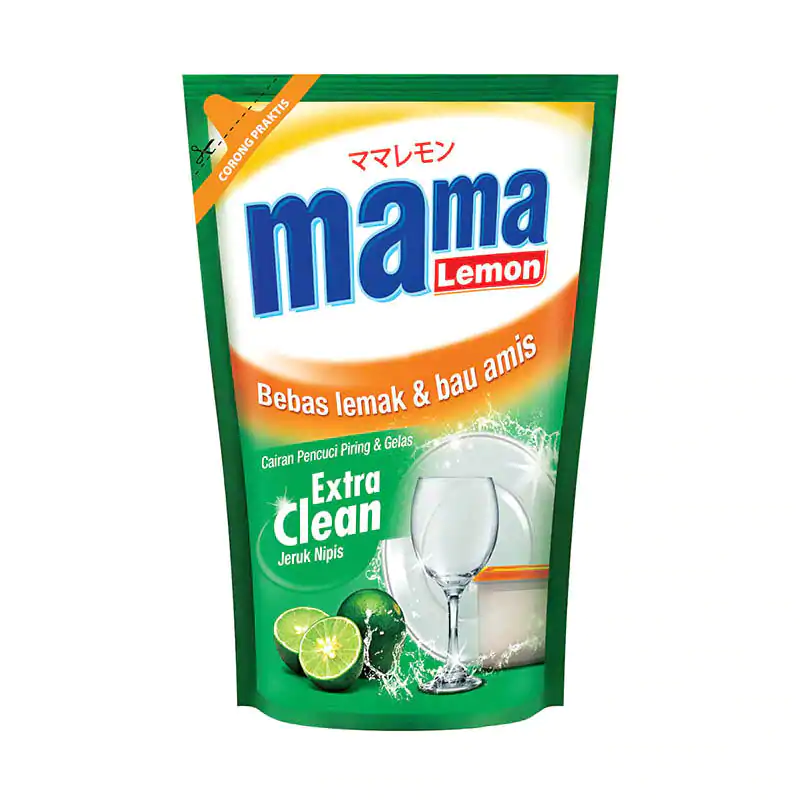 CORONG PRAKTIS
ママレモン
mama
Lemon
Bebas lemak & bau amis
Cairan Pencuci Piring & Gelas
Extra
Clean
Jeruk Nipis